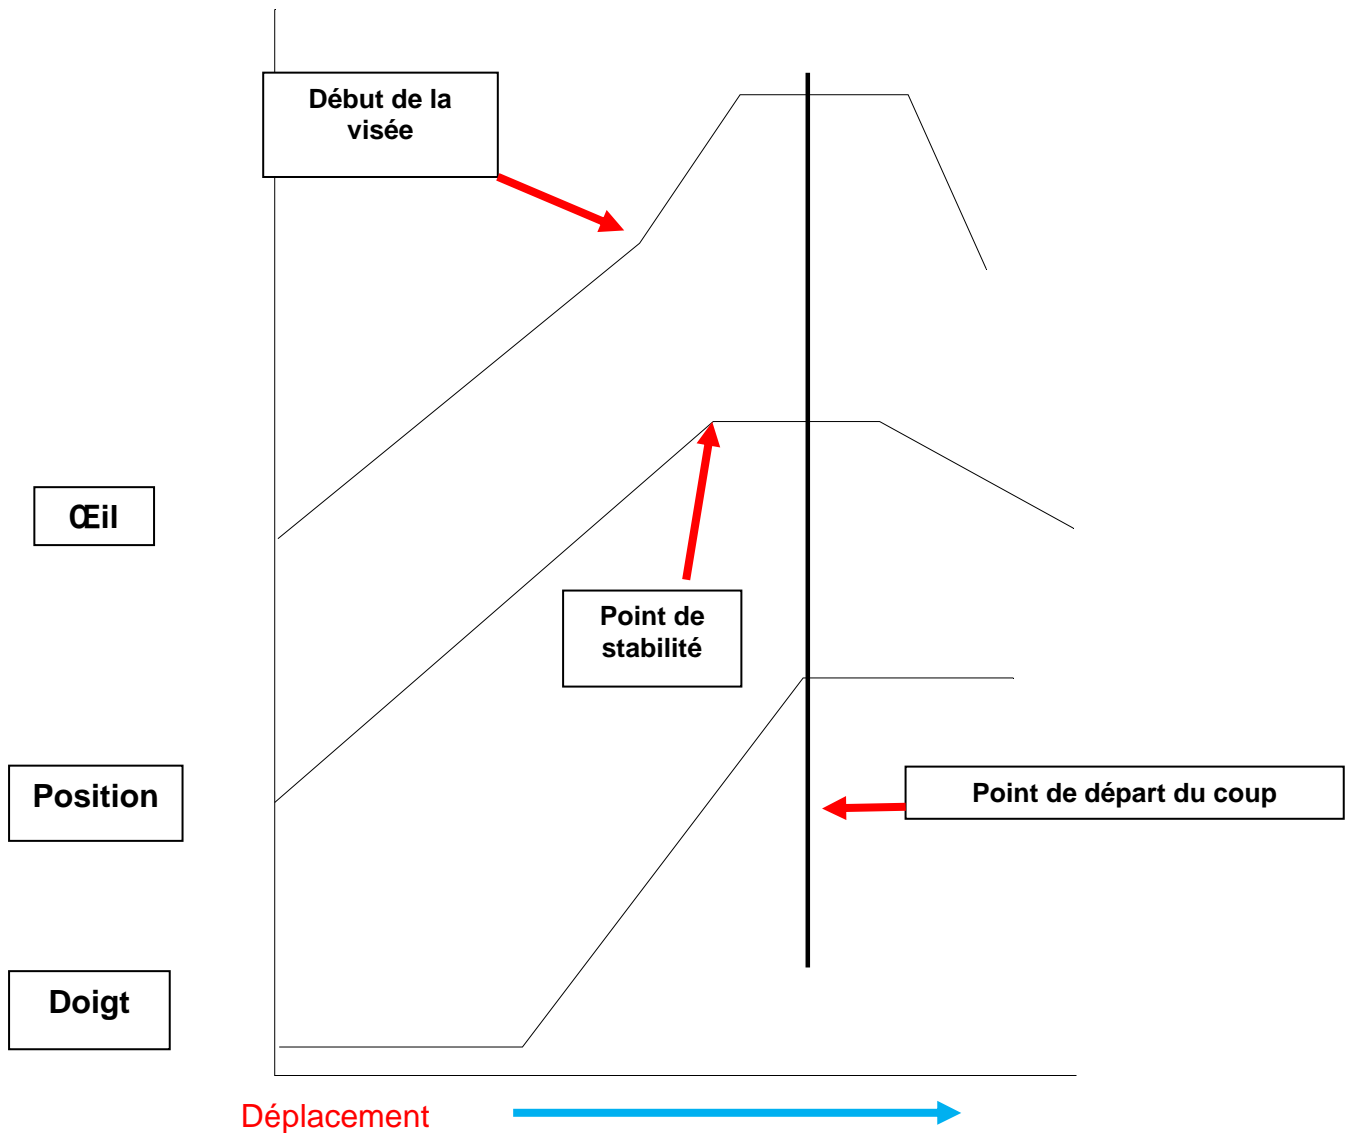 Début de la
visée
Œil
Point de
stabilité
Position
Point de départ du coup
Doigt
Déplacement